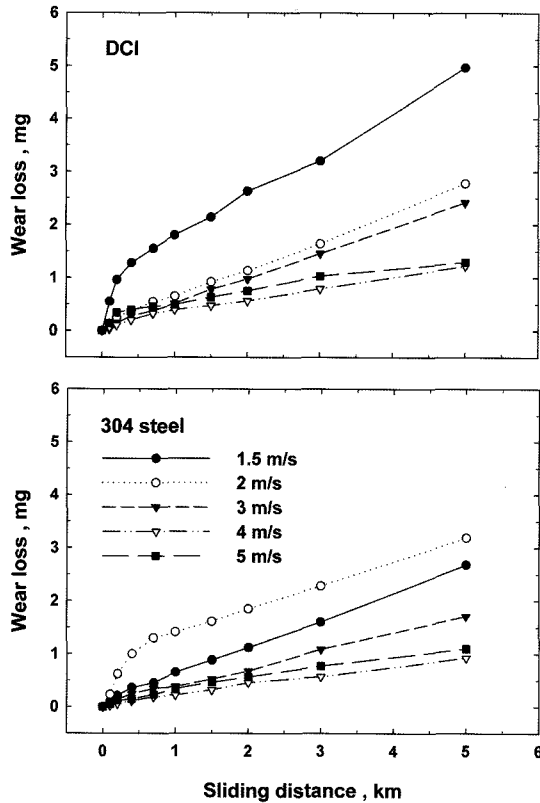 6
DCI
5
4
3
2
1
0
Wear loss , mg
6
304 steel
5
1.5 m/s
2 m/s
4
3 m/s
4 m/s
3
5 m/s
2
1
0
Wear loss , mg
0 1 2 3 4 5 6
Sliding distance , km